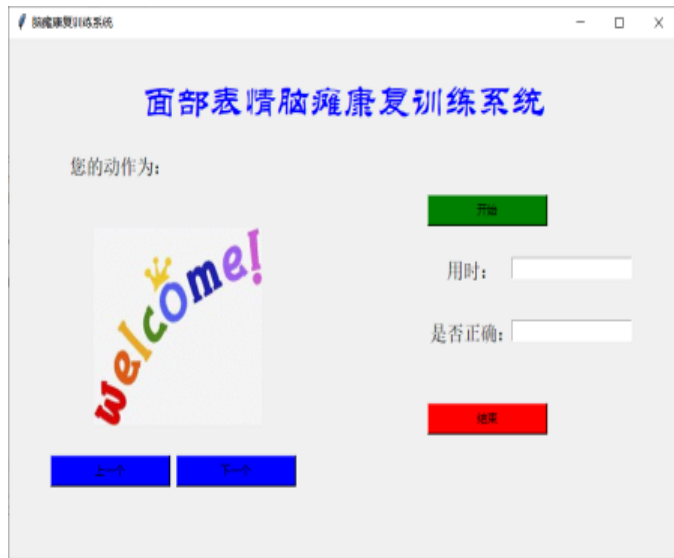 脑瘫康复训练系统
面部表情脑瘫康复训练系统
您的动作为：
开始
welcome!
用时：
是否正确：
结束
上一个
下一个